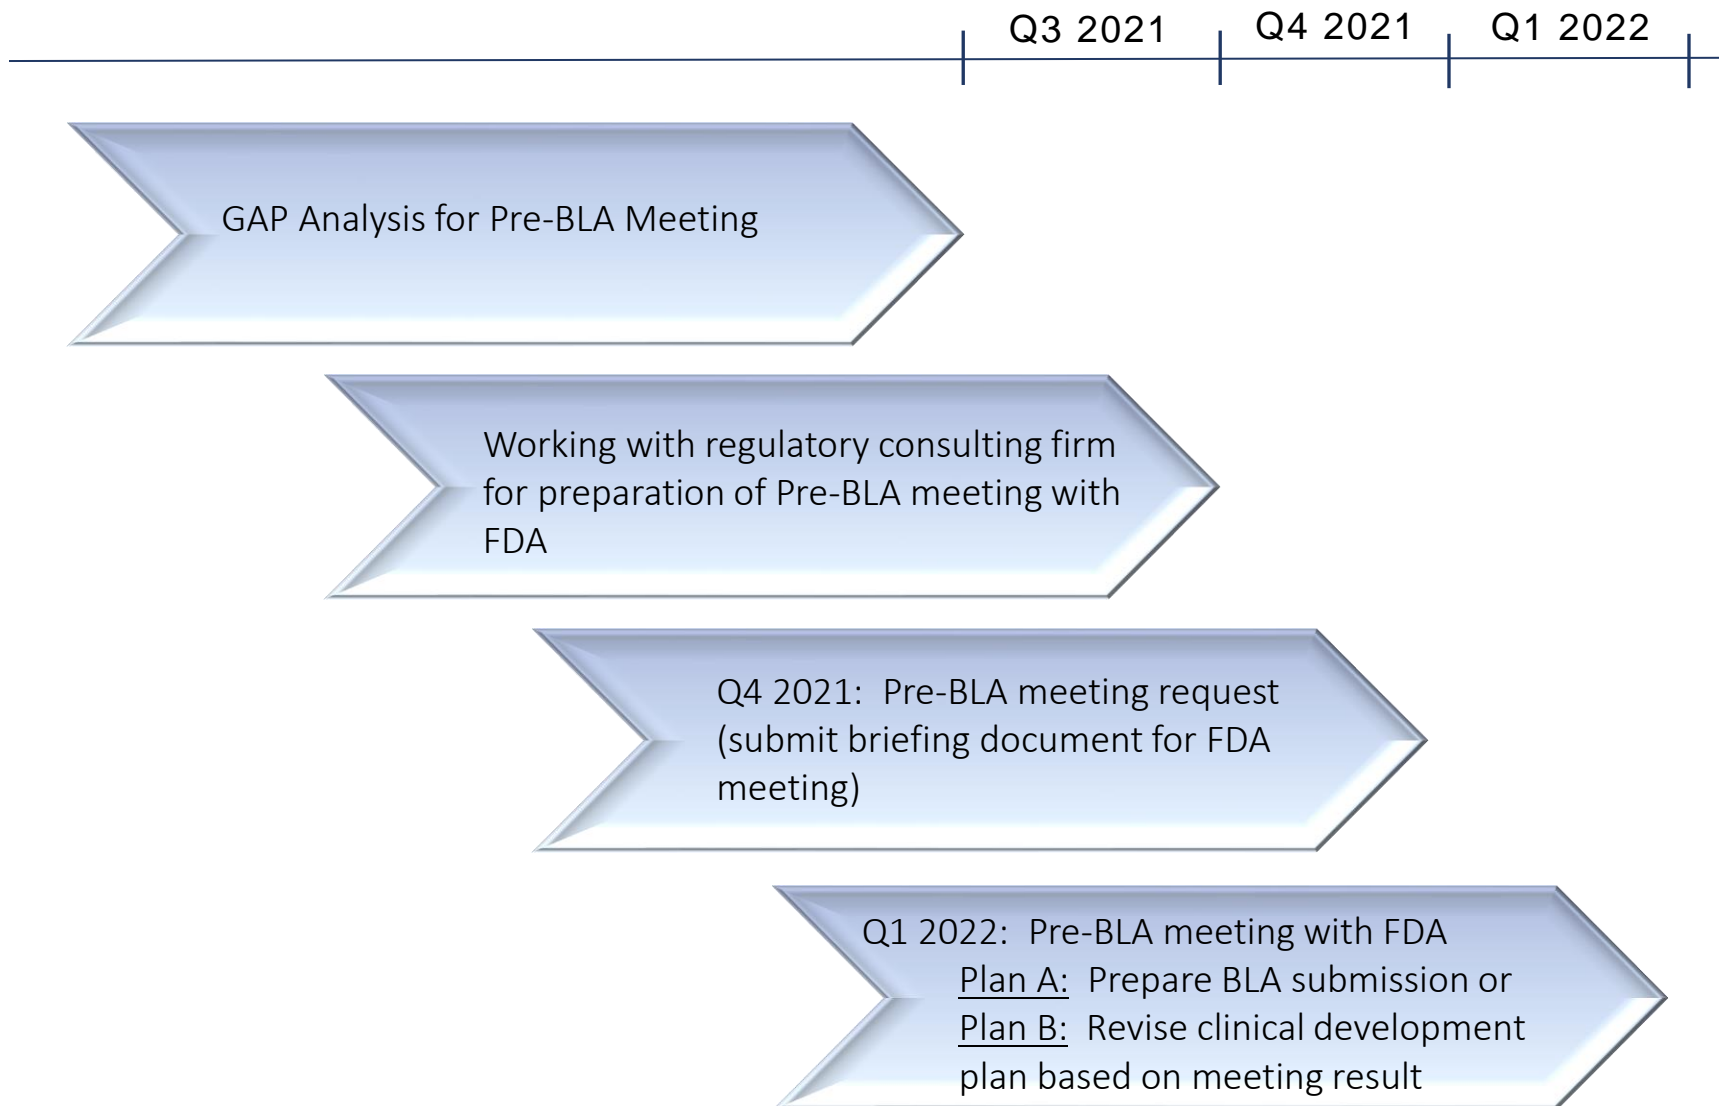 Q3 2021 Q4 2021 Q1 2022
GAP Analysis for Pre-BLA Meeting
Working with regulatory consulting firm
for preparation of Pre-BLA meeting with
FDA
Q4 2021: Pre-BLA meeting request
(submit briefing document for FDA
meeting)
Q1 2022: Pre-BLA meeting with FDA
Plan A: Prepare BLA submission or
Plan B: Revise clinical development
plan based on meeting result